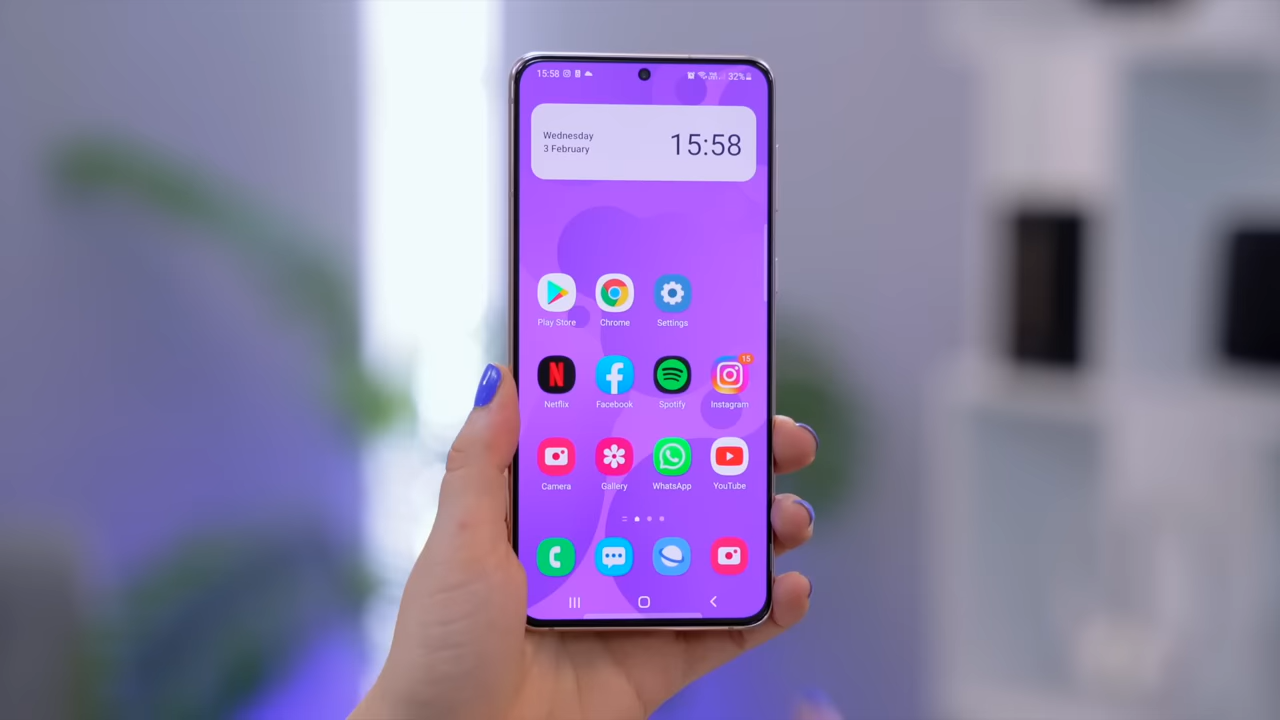 15:58
32%
Wednesday
3 February
15:58
Play Store
Chrome
Settings
15
Netflix
Facebook
Spotify
Instagram
Camera
Gallery
WhatsApp
YouTube